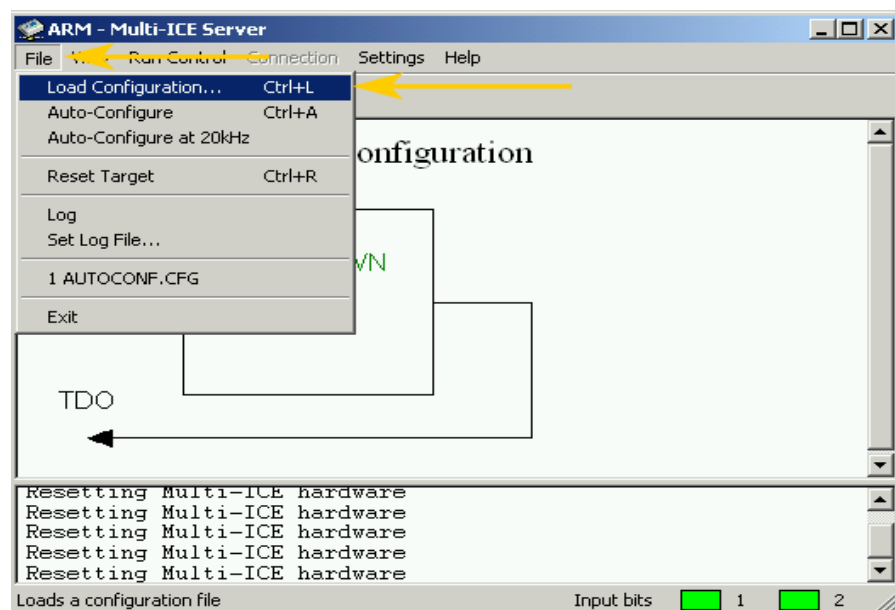 ARM - Multi-ICE Server
File Run Control Connection Settings Help
Load Configuration... Ctrl+L
Auto-Configure Ctrl+A
Auto-Configure at 20kHz
Reset Target Ctrl+R
Log
Set Log File...
1 AUTOCONF.CFG
Exit
onfiguration
WN
TDO
Resetting Multi-ICE hardware
Resetting Multi-ICE hardware
Resetting Multi-ICE hardware
Resetting Multi-ICE hardware
Resetting Multi-ICE hardware
Loads a configuration file Input bits 1 2